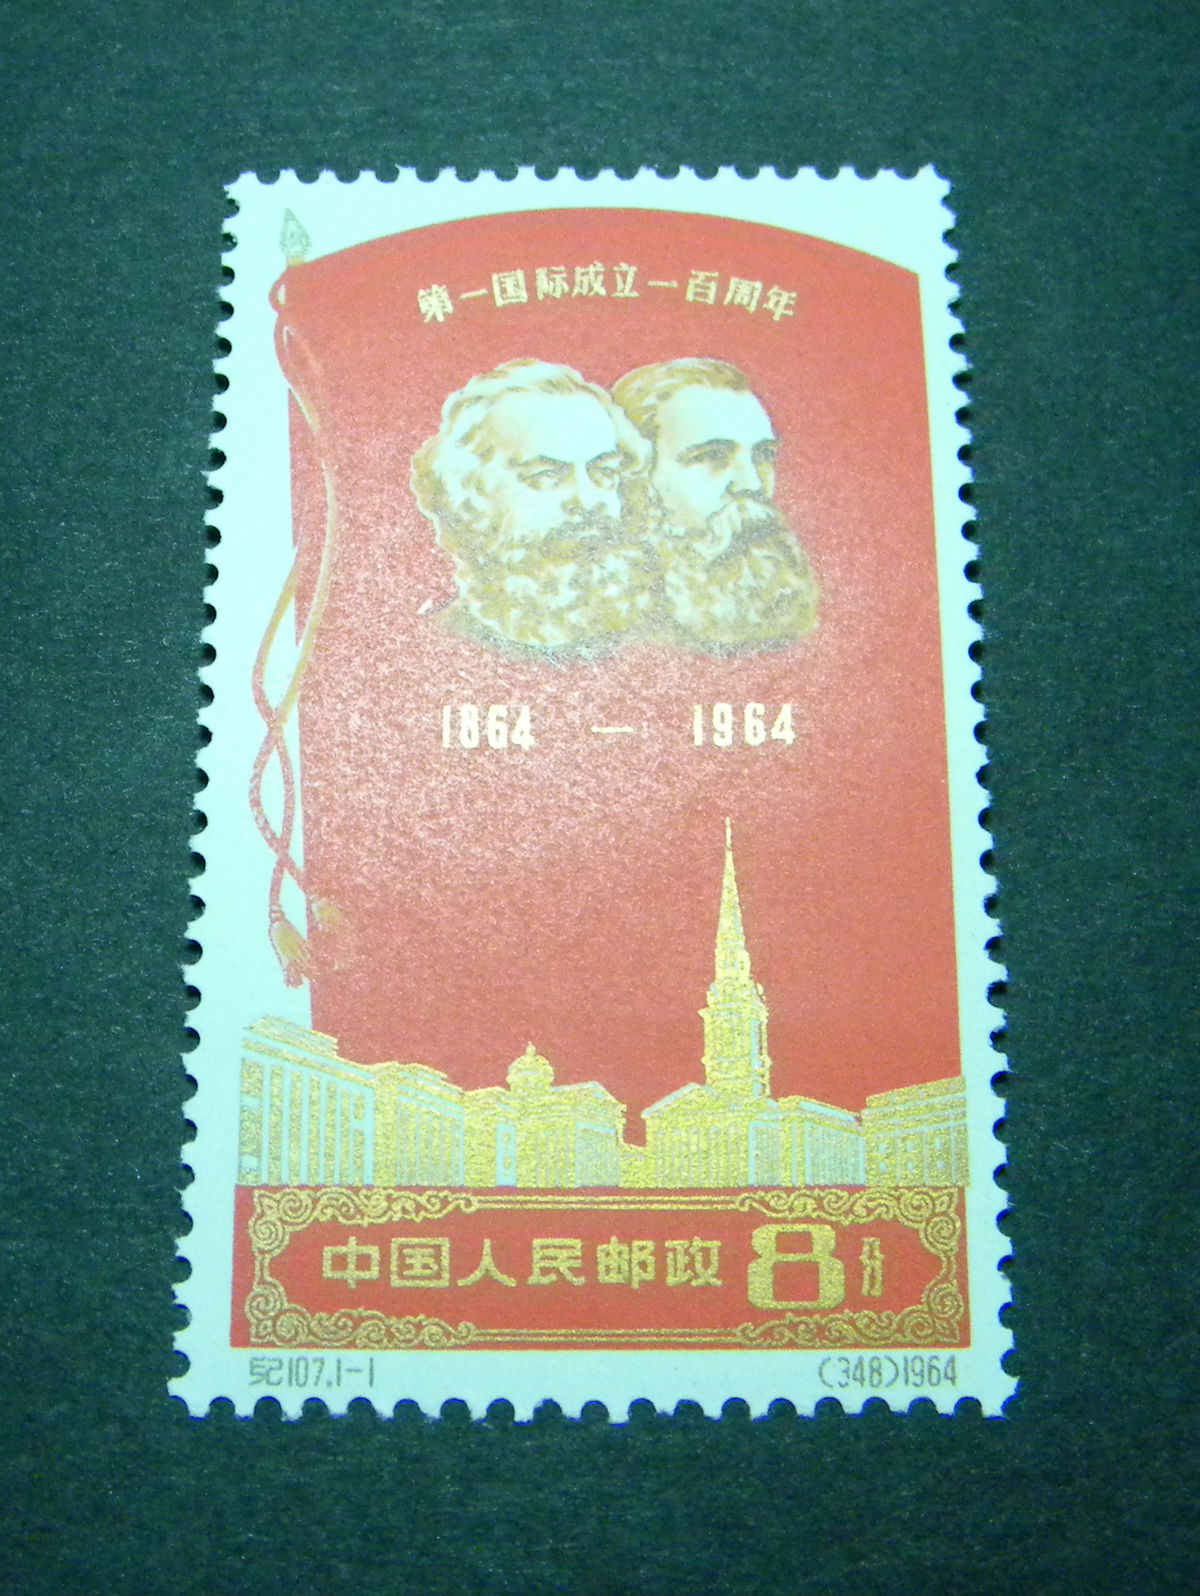 第一国际成立一百周年
1864 — 1964
中国人民邮政 8分
纪107.1-1 (348)1964